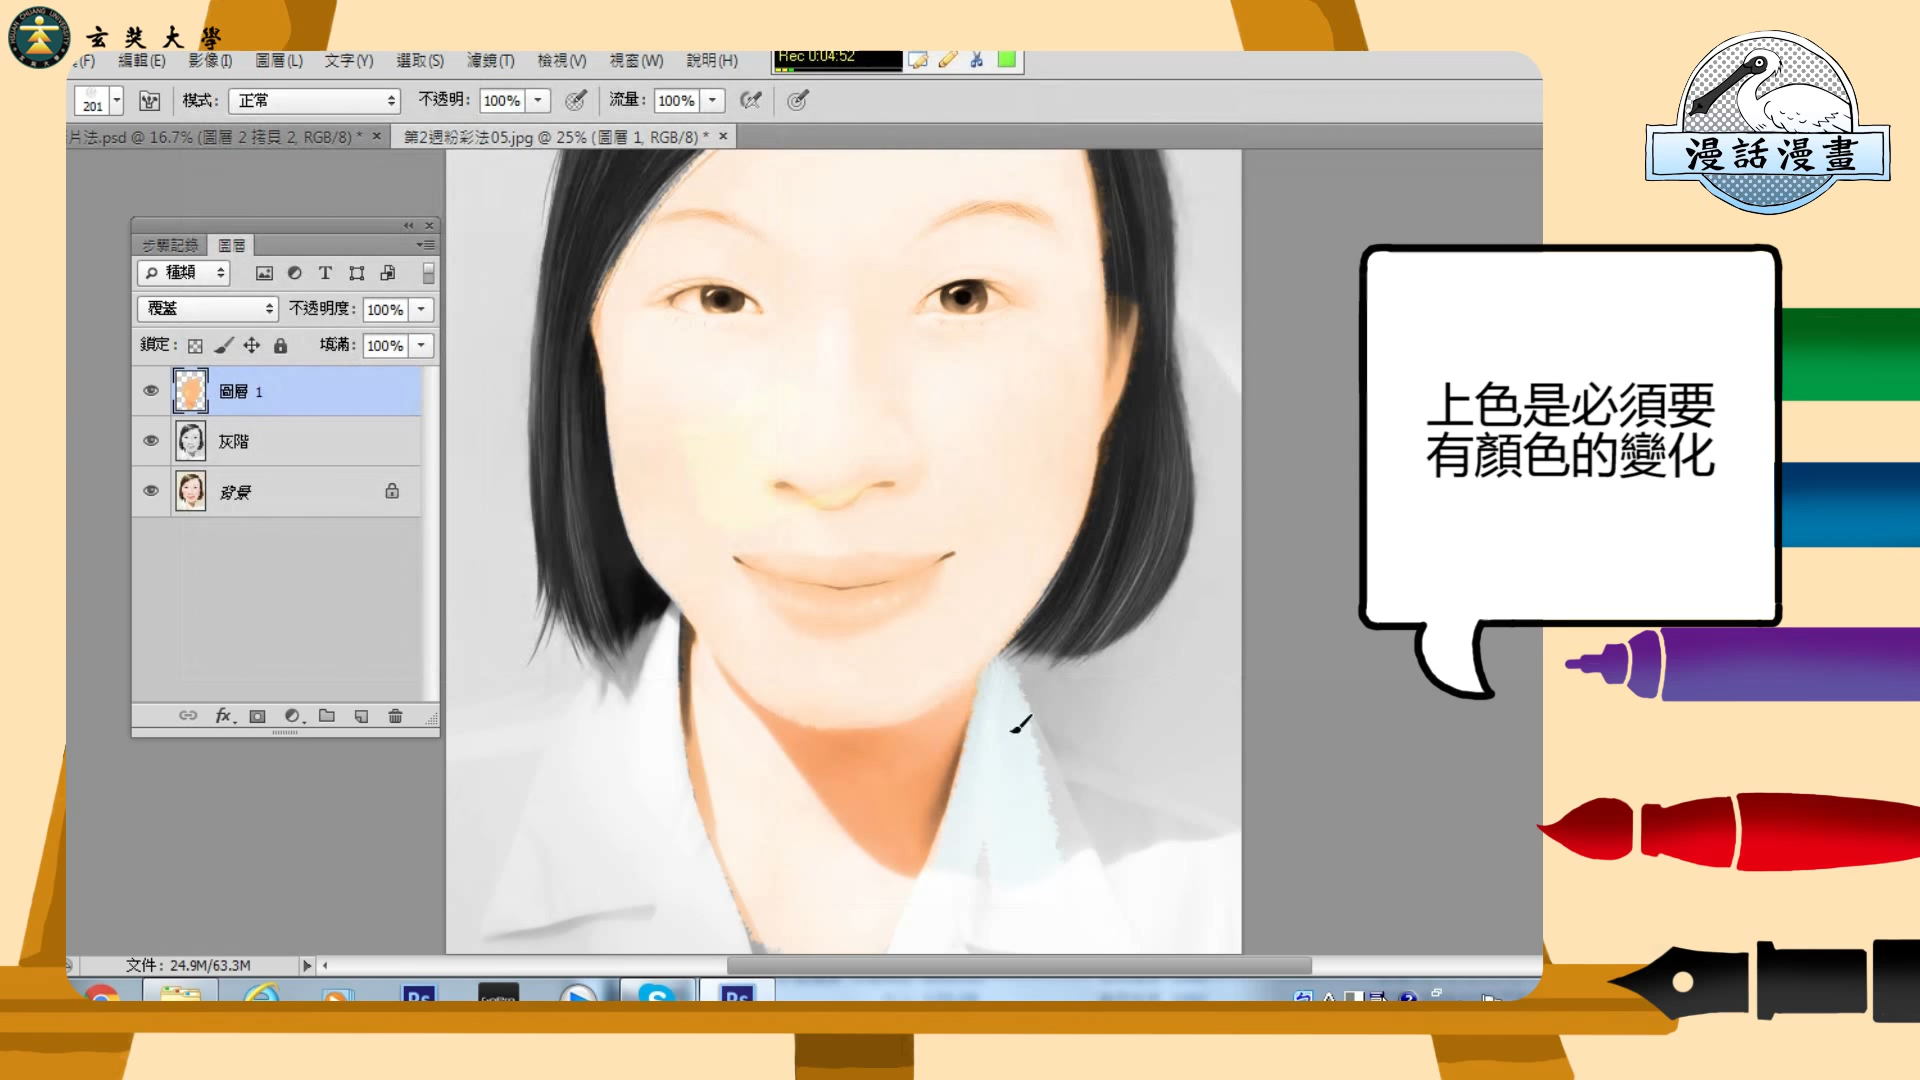 玄奘大學
編輯(E) 影像(I) 圖層(L) 文字(Y) 選取(S) 濾鏡(T) 檢視(V) 視窗(W) 說明(H)
Rec 0:04:52
201 模式: 正常 不透明: 100% 流量: 100%
片法.psd @ 16.7% (圖層 2 拷貝 2, RGB/8) * × 第2週粉彩法05.jpg @ 25% (圖層 1, RGB/8) * ×
漫話漫畫
步驟記錄 圖層
種類
覆蓋 不透明度: 100%
鎖定: 填滿: 100%
圖層 1
灰階
背景
上色是必須要
有顏色的變化
文件: 24.9M/63.3M